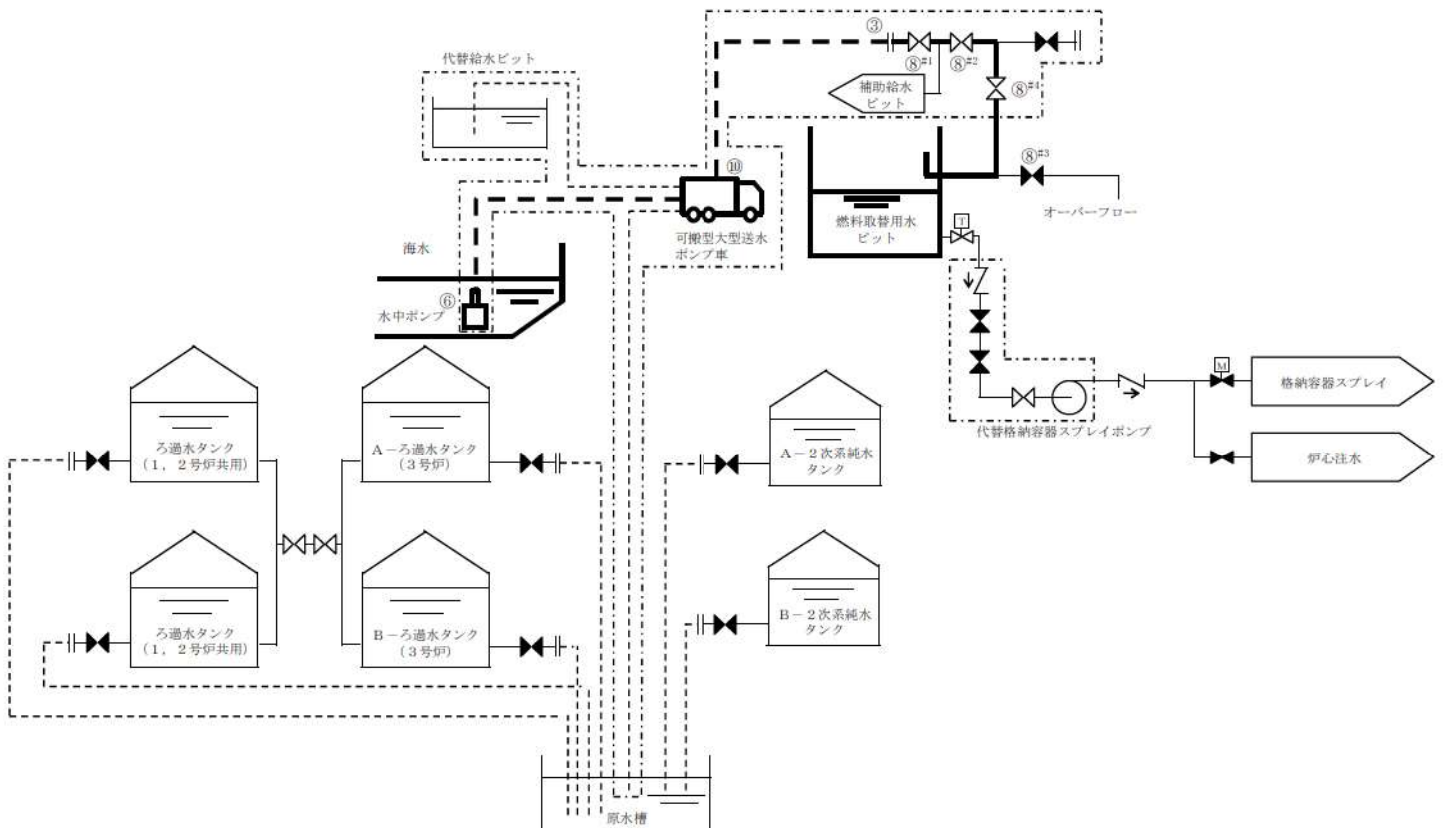 ③
代替給水ピット
⑧#1
⑧#2
補助給水
ピット
⑧#4
⑩
⑧#3
オーバーフロー
燃料取替用水
ピット
T
可搬型大型送水
ポンプ車
海水
⑥
水中ポンプ
M
格納容器スプレイ
代替格納容器スプレイポンプ
炉心注水
ろ過水タンク
(1,2号炉共用)
A-ろ過水タンク
(3号炉)
A-2次系純水
タンク
ろ過水タンク
(1,2号炉共用)
B-ろ過水タンク
(3号炉)
B-2次系純水
タンク
原水槽